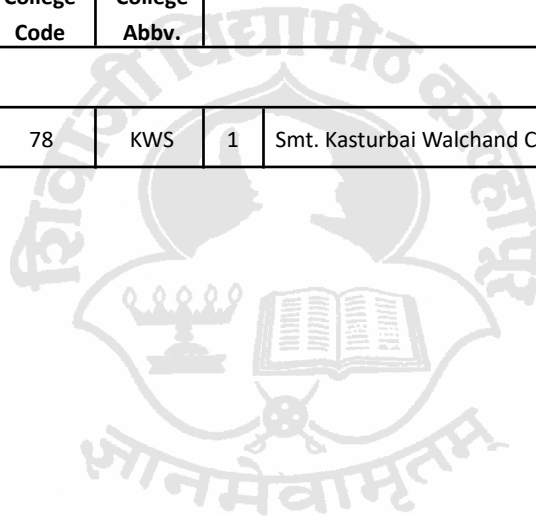 College College
Code Abbv.
78 KWS 1 Smt. Kasturbai Walchand C
शिवाजी विद्यापीठ कोल्हापूर
ज्ञानमेवामृतम्